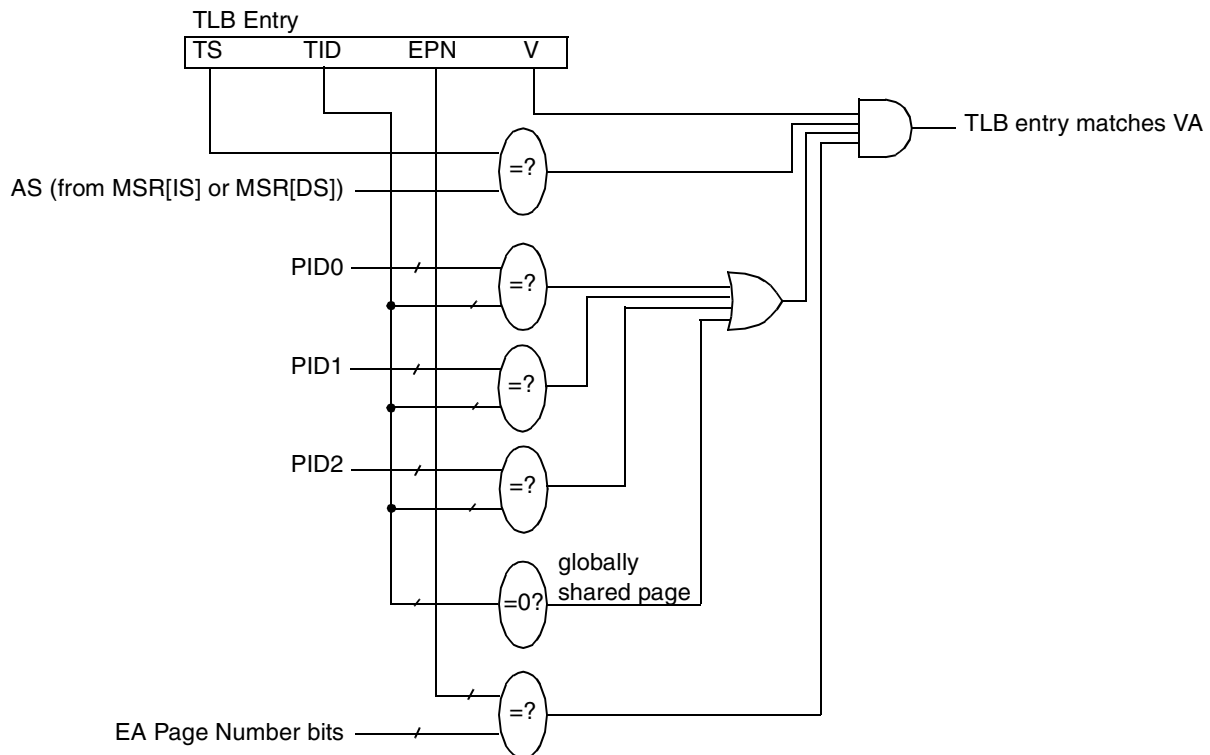 TLB Entry
TS TID EPN V
TLB entry matches VA
=?
AS (from MSR[IS] or MSR[DS])
PID0
=?
PID1
=?
PID2
=?
globally
shared page
=0?
=?
EA Page Number bits